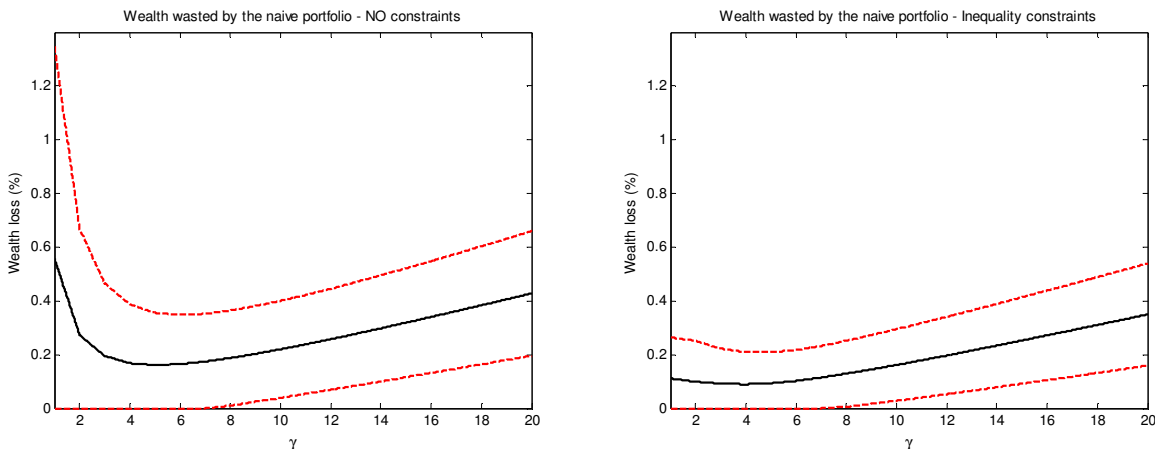 Wealth wasted by the naive portfolio - NO constraints
Wealth loss (%)
1.2
1
0.8
0.6
0.4
0.2
0
2 4 6 8 10 12 14 16 18 20
γ
Wealth wasted by the naive portfolio - Inequality constraints
Wealth loss (%)
1.2
1
0.8
0.6
0.4
0.2
0
2 4 6 8 10 12 14 16 18 20
γ